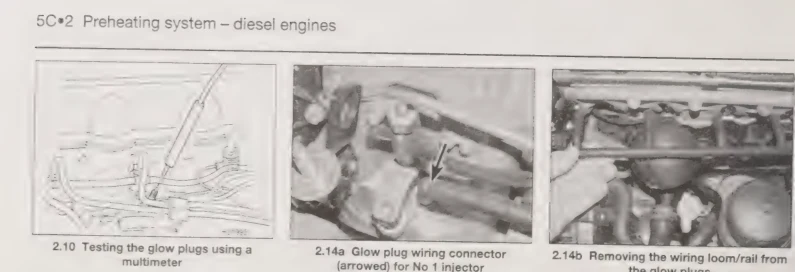 5C•2 Preheating system – diesel engines
2.10 Testing the glow plugs using a
multimeter
2.14a Glow plug wiring connector
(arrowed) for No 1 injector
2.14b Removing the wiring loom/rail from
the glow plugs